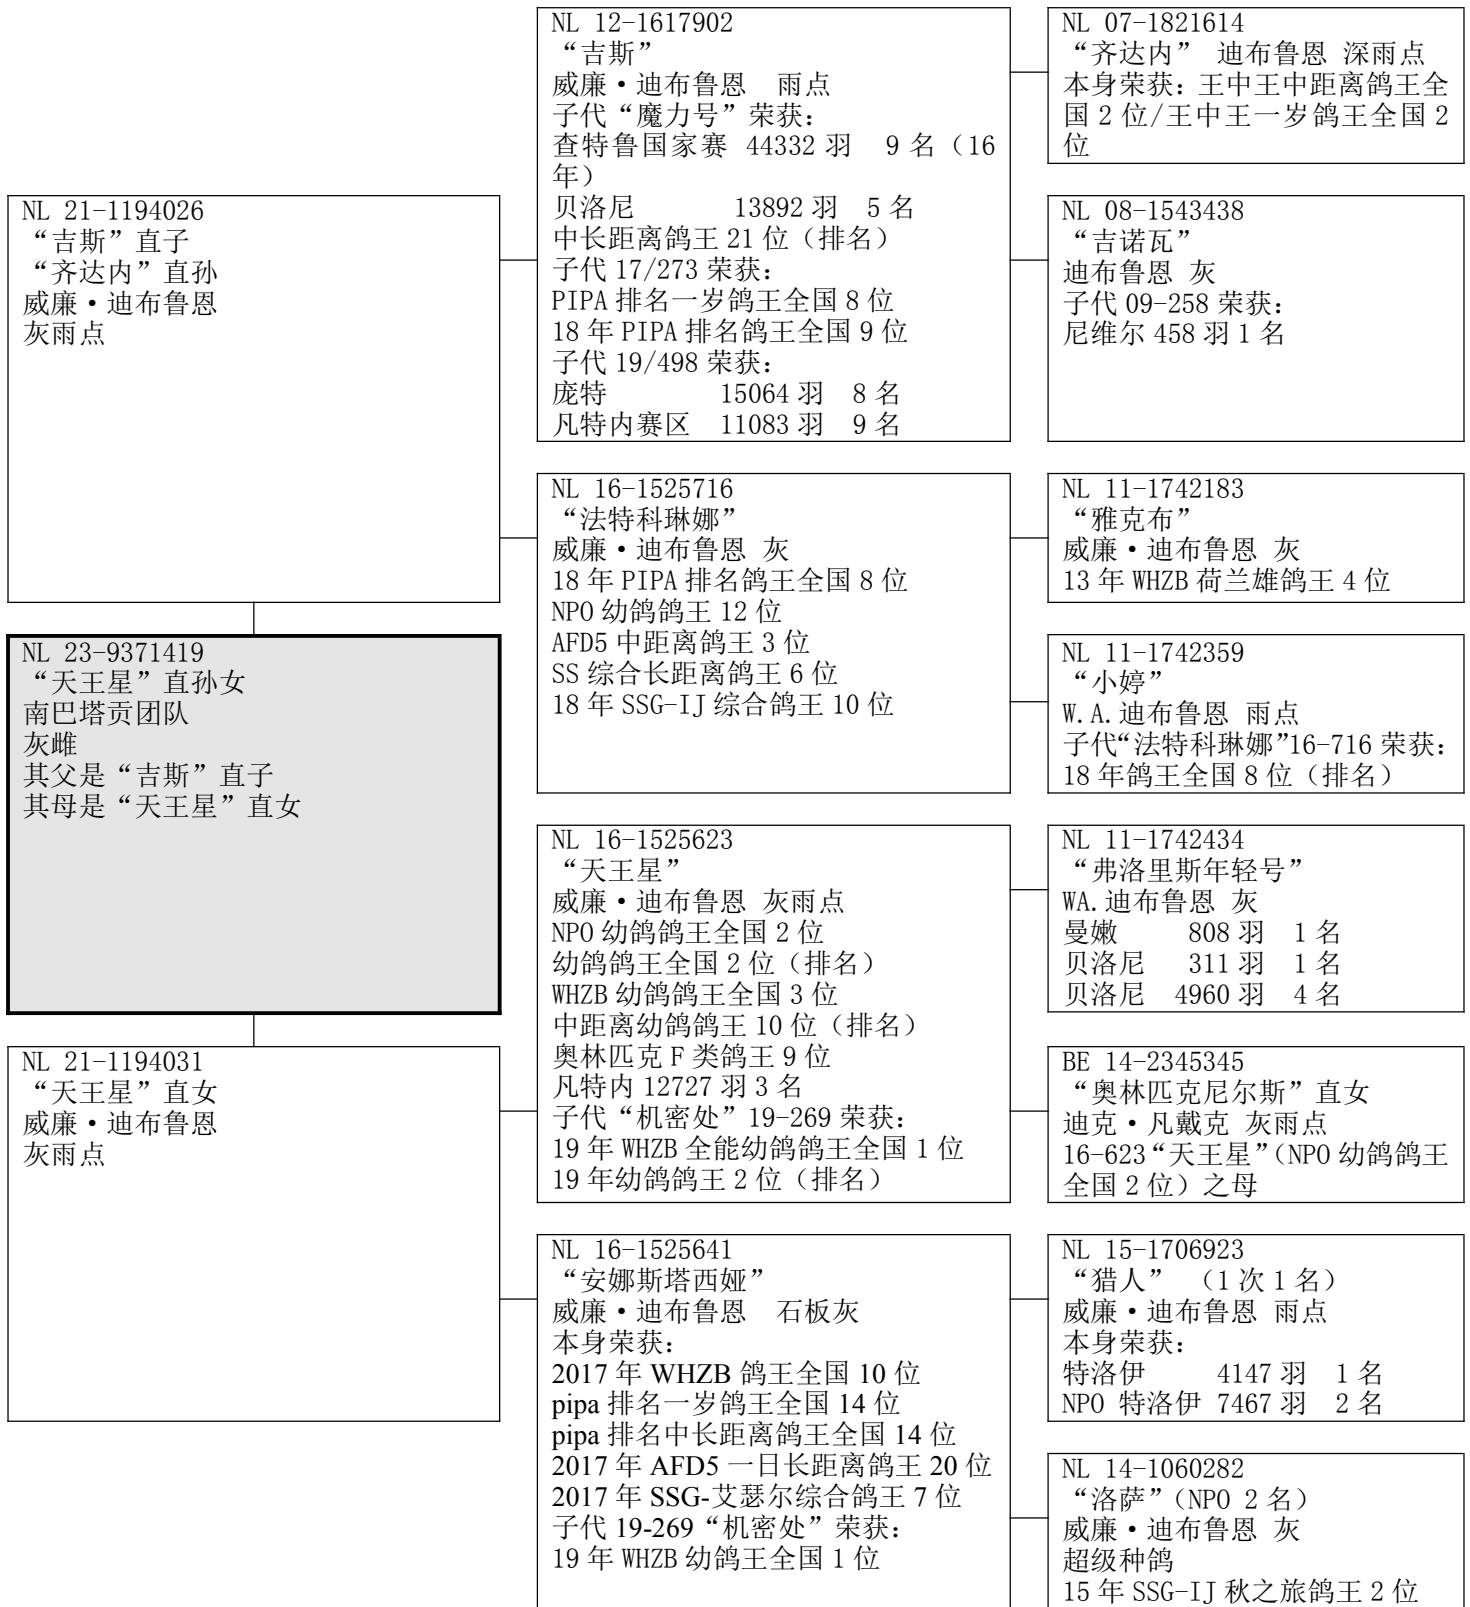 NL 21-1194026
“吉斯”直子
“齐达内”直孙
威廉·迪布鲁恩
灰雨点
NL 23-9371419
“天王星”直孙女
南巴塔贡团队
灰雌
其父是“吉斯”直子
其母是“天王星”直女
NL 21-1194031
“天王星”直女
威廉·迪布鲁恩
灰雨点
NL 12-1617902
“吉斯”
威廉·迪布鲁恩 雨点
子代“魔力号”荣获：
查特鲁国家赛 44332 羽 9 名（16
年）
贝洛尼 13892 羽 5 名
中长距离鸽王 21 位（排名）
子代 17/273 荣获：
PIPA 排名一岁鸽王全国 8 位
18 年 PIPA 排名鸽王全国 9 位
子代 19/498 荣获：
庞特 15064 羽 8 名
凡特内赛区 11083 羽 9 名
NL 16-1525716
“法特科琳娜”
威廉·迪布鲁恩 灰
18 年 PIPA 排名鸽王全国 8 位
NPO 幼鸽鸽王 12 位
AFD5 中距离鸽王 3 位
SS 综合长距离鸽王 6 位
18 年 SSG-IJ 综合鸽王 10 位
NL 16-1525623
“天王星”
威廉·迪布鲁恩 灰雨点
NPO 幼鸽鸽王全国 2 位
幼鸽鸽王全国 2 位（排名）
WHZB 幼鸽鸽王全国 3 位
中距离幼鸽鸽王 10 位（排名）
奥林匹克 F 类鸽王 9 位
凡特内 12727 羽 3 名
子代“机密处”19-269 荣获：
19 年 WHZB 全能幼鸽鸽王全国 1 位
19 年幼鸽鸽王 2 位（排名）
NL 16-1525641
“安娜斯塔西娅”
威廉·迪布鲁恩 石板灰
本身荣获：
2017 年 WHZB 鸽王全国 10 位
pipa 排名一岁鸽王全国 14 位
pipa 排名中长距离鸽王全国 14 位
2017 年 AFD5 一日长距离鸽王 20 位
2017 年 SSG-艾瑟尔综合鸽王 7 位
子代 19-269“机密处”荣获：
19 年 WHZB 幼鸽王全国 1 位
NL 07-1821614
“齐达内” 迪布鲁恩 深雨点
本身荣获：王中王中距离鸽王全
国 2 位/王中王一岁鸽王全国 2
位
NL 08-1543438
“吉诺瓦”
迪布鲁恩 灰
子代 09-258 荣获：
尼维尔 458 羽 1 名
NL 11-1742183
“雅克布”
威廉·迪布鲁恩 灰
13 年 WHZB 荷兰雄鸽王 4 位
NL 11-1742359
“小婷”
W.A.迪布鲁恩 雨点
子代“法特科琳娜”16-716 荣获：
18 年鸽王全国 8 位（排名）
NL 11-1742434
“弗洛里斯年轻号”
WA.迪布鲁恩 灰
曼嫩 808 羽 1 名
贝洛尼 311 羽 1 名
贝洛尼 4960 羽 4 名
BE 14-2345345
“奥林匹克尼尔斯”直女
迪克·凡戴克 灰雨点
16-623“天王星”（NPO 幼鸽鸽王
全国 2 位）之母
NL 15-1706923
“猎人” （1 次 1 名）
威廉·迪布鲁恩 雨点
本身荣获：
特洛伊 4147 羽 1 名
NPO 特洛伊 7467 羽 2 名
NL 14-1060282
“洛萨”（NPO 2 名）
威廉·迪布鲁恩 灰
超级种鸽
15 年 SSG-IJ 秋之旅鸽王 2 位